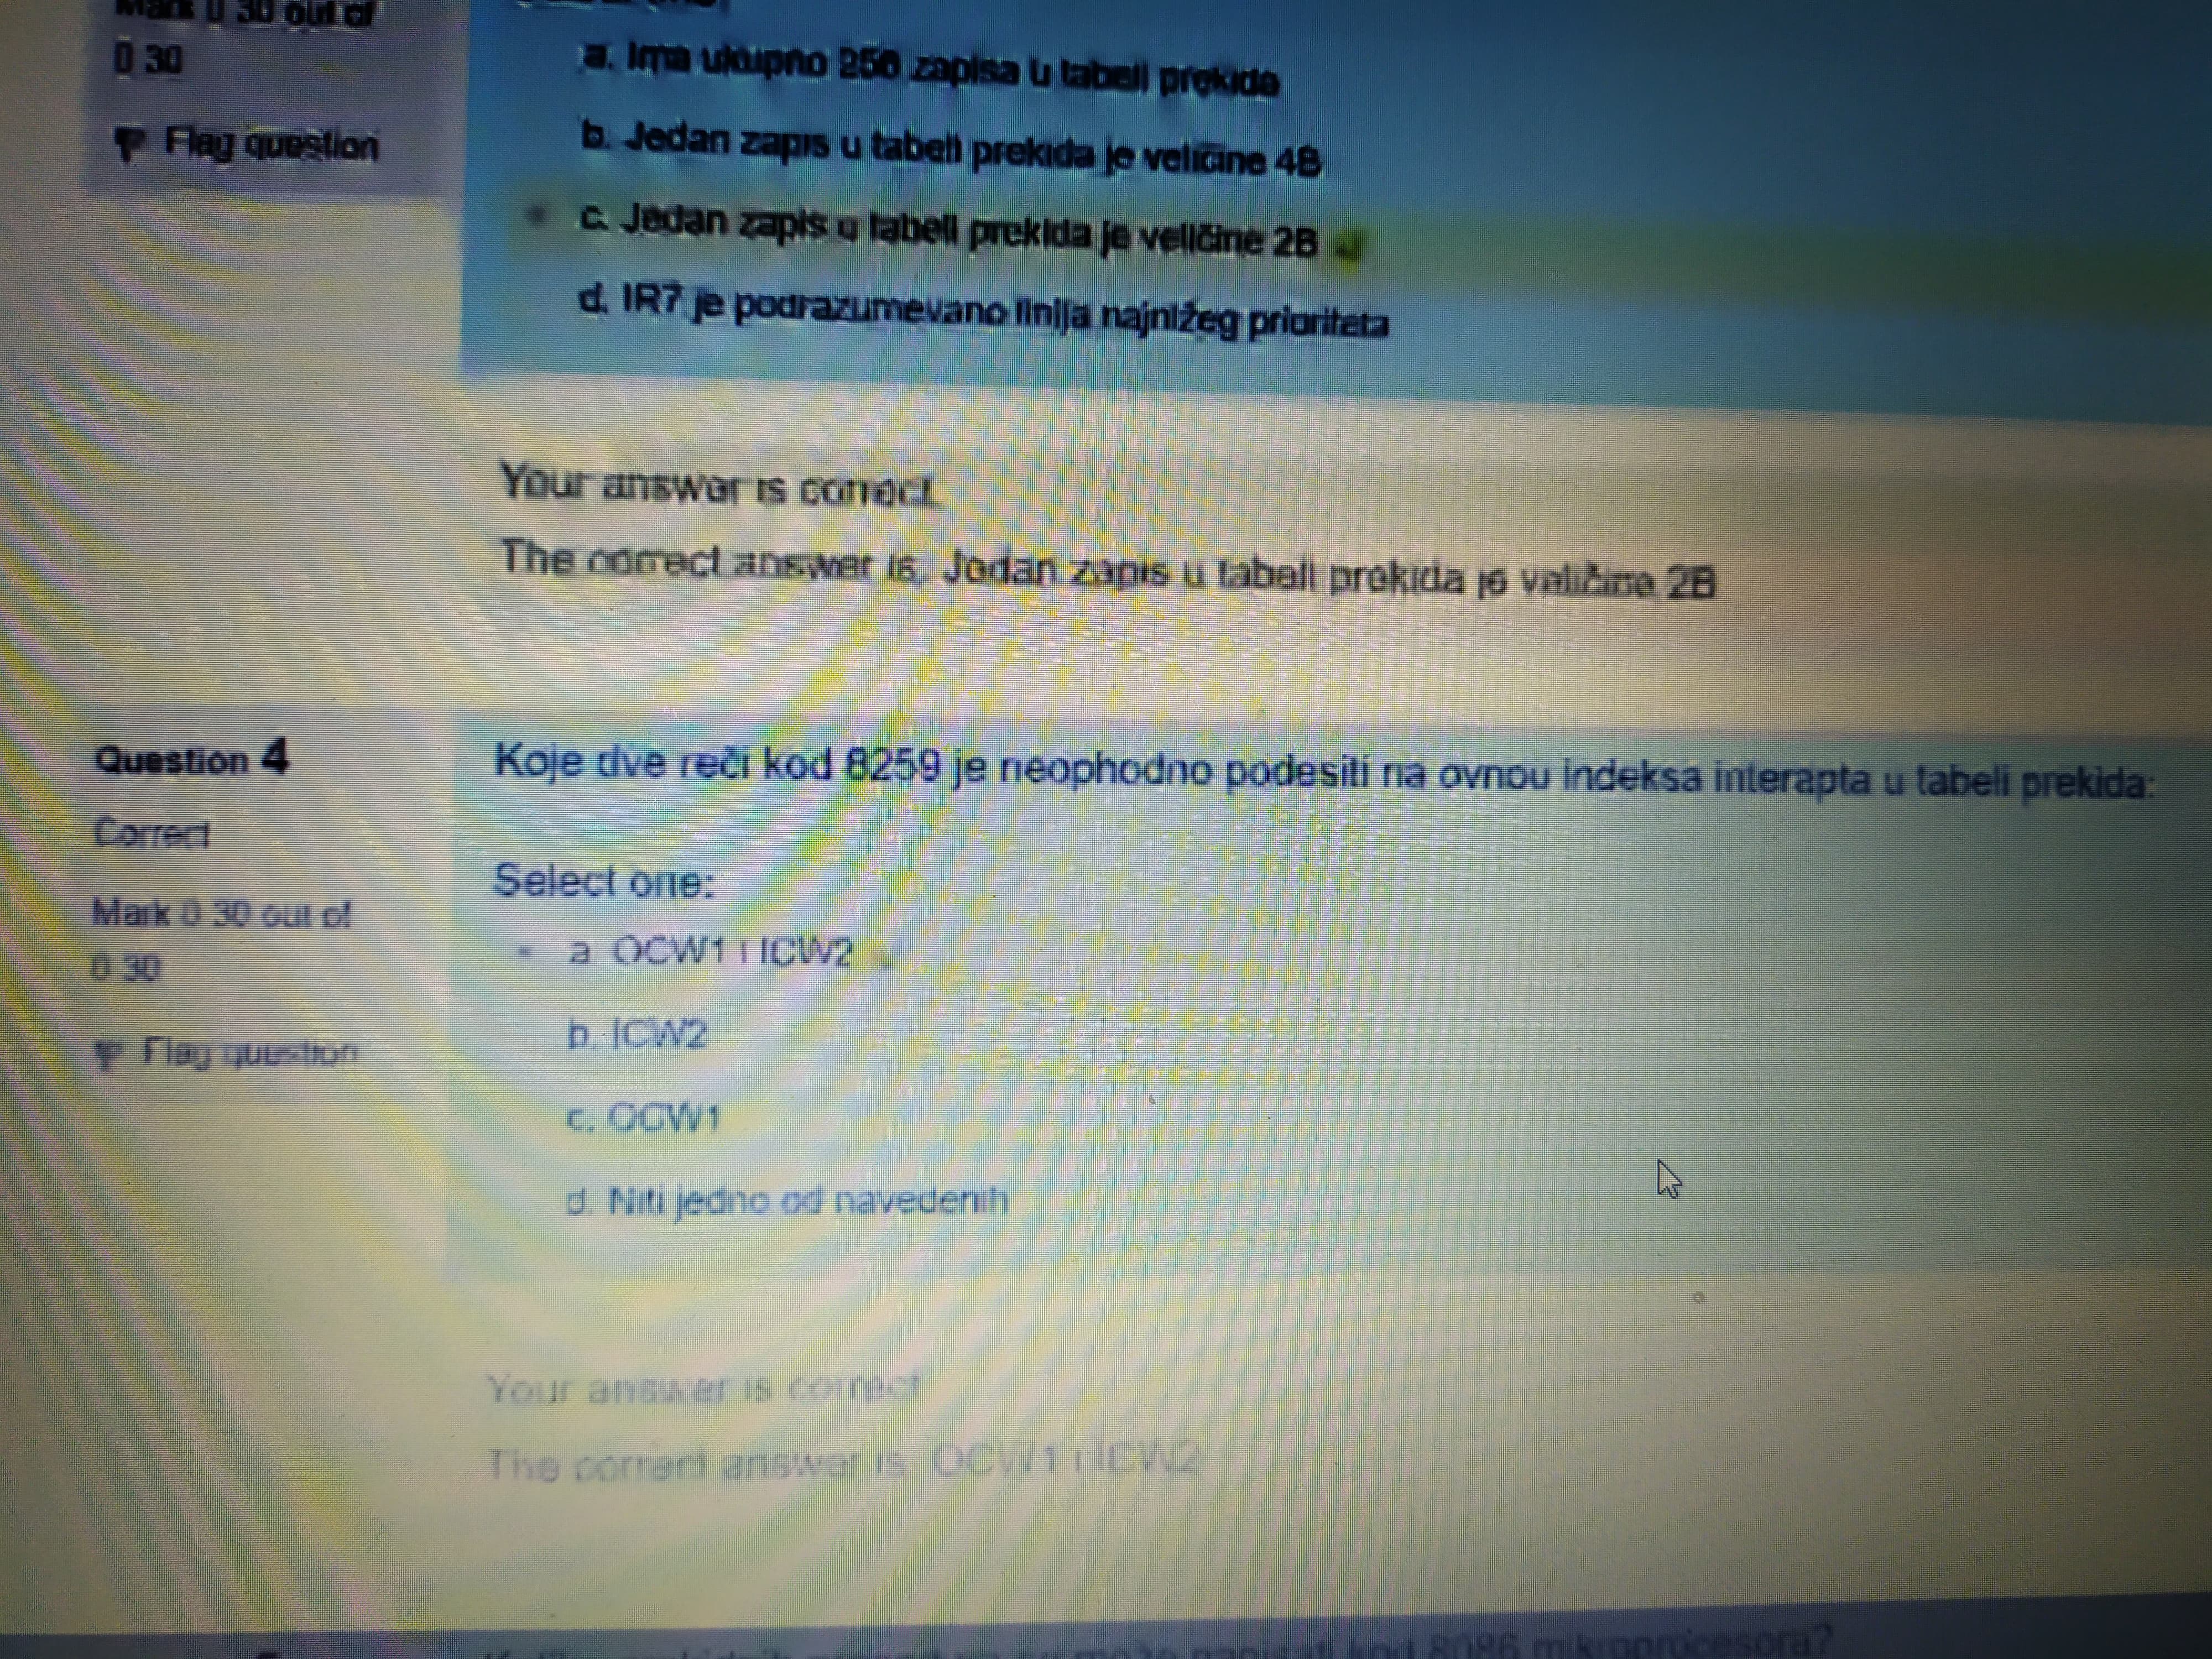 Mark 0 30 out of
0 30
Flag question
a. Ima ukupno 256 zapisa u tabeli prekida
b. Jedan zapis u tabeli prekida je veličine 4B
c. Jedan zapis u tabeli prekida je veličine 2B
d. IR7 je podrazumevano linija najnižeg prioriteta
Your answer is correct.
The correct answer is: Jedan zapis u tabeli prekida je veličine 2B
Question 4
Correct
Mark 0 30 out of
0 30
Flag question
Koje dve reči kod 8259 je neophodno podesiti na ovnou indeksa interapta u tabeli prekida:
Select one:
a OCW1 i ICW2
b. ICW2
c. OCW1
d. Niti jedno od navedenih
Your answer is correct
The correct answer is OCW1 i ICW2
kod 8086 mikroprocesora?